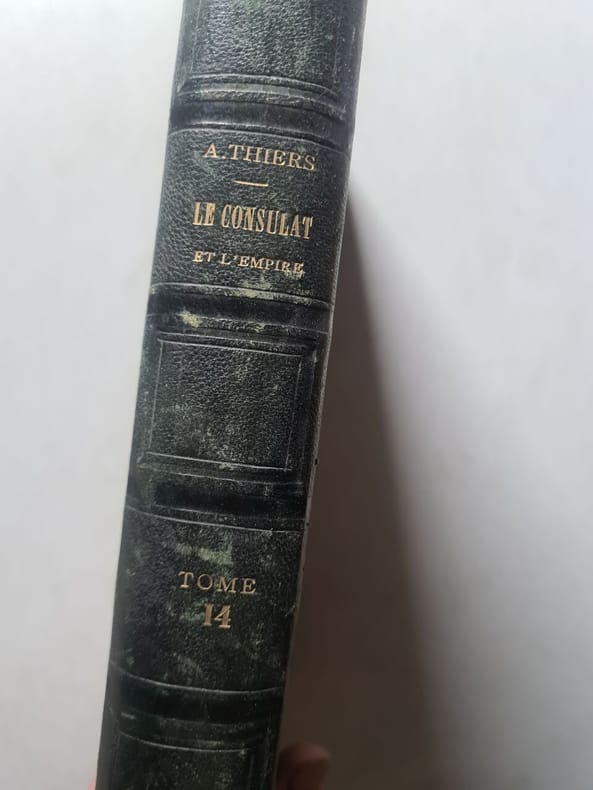 A. THIERS
LE CONSULAT
ET L'EMPIRE
TOME
14